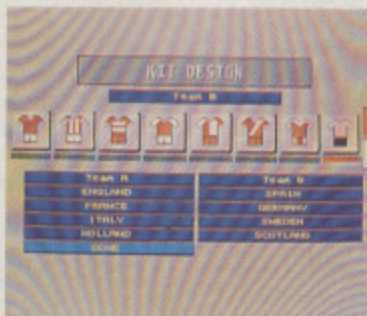 KIT DESIGN
Team B
Team A
ENGLAND
FRANCE
ITALY
HOLLAND
DONE
Team B
SPAIN
GERMANY
SWEDEN
SCOTLAND